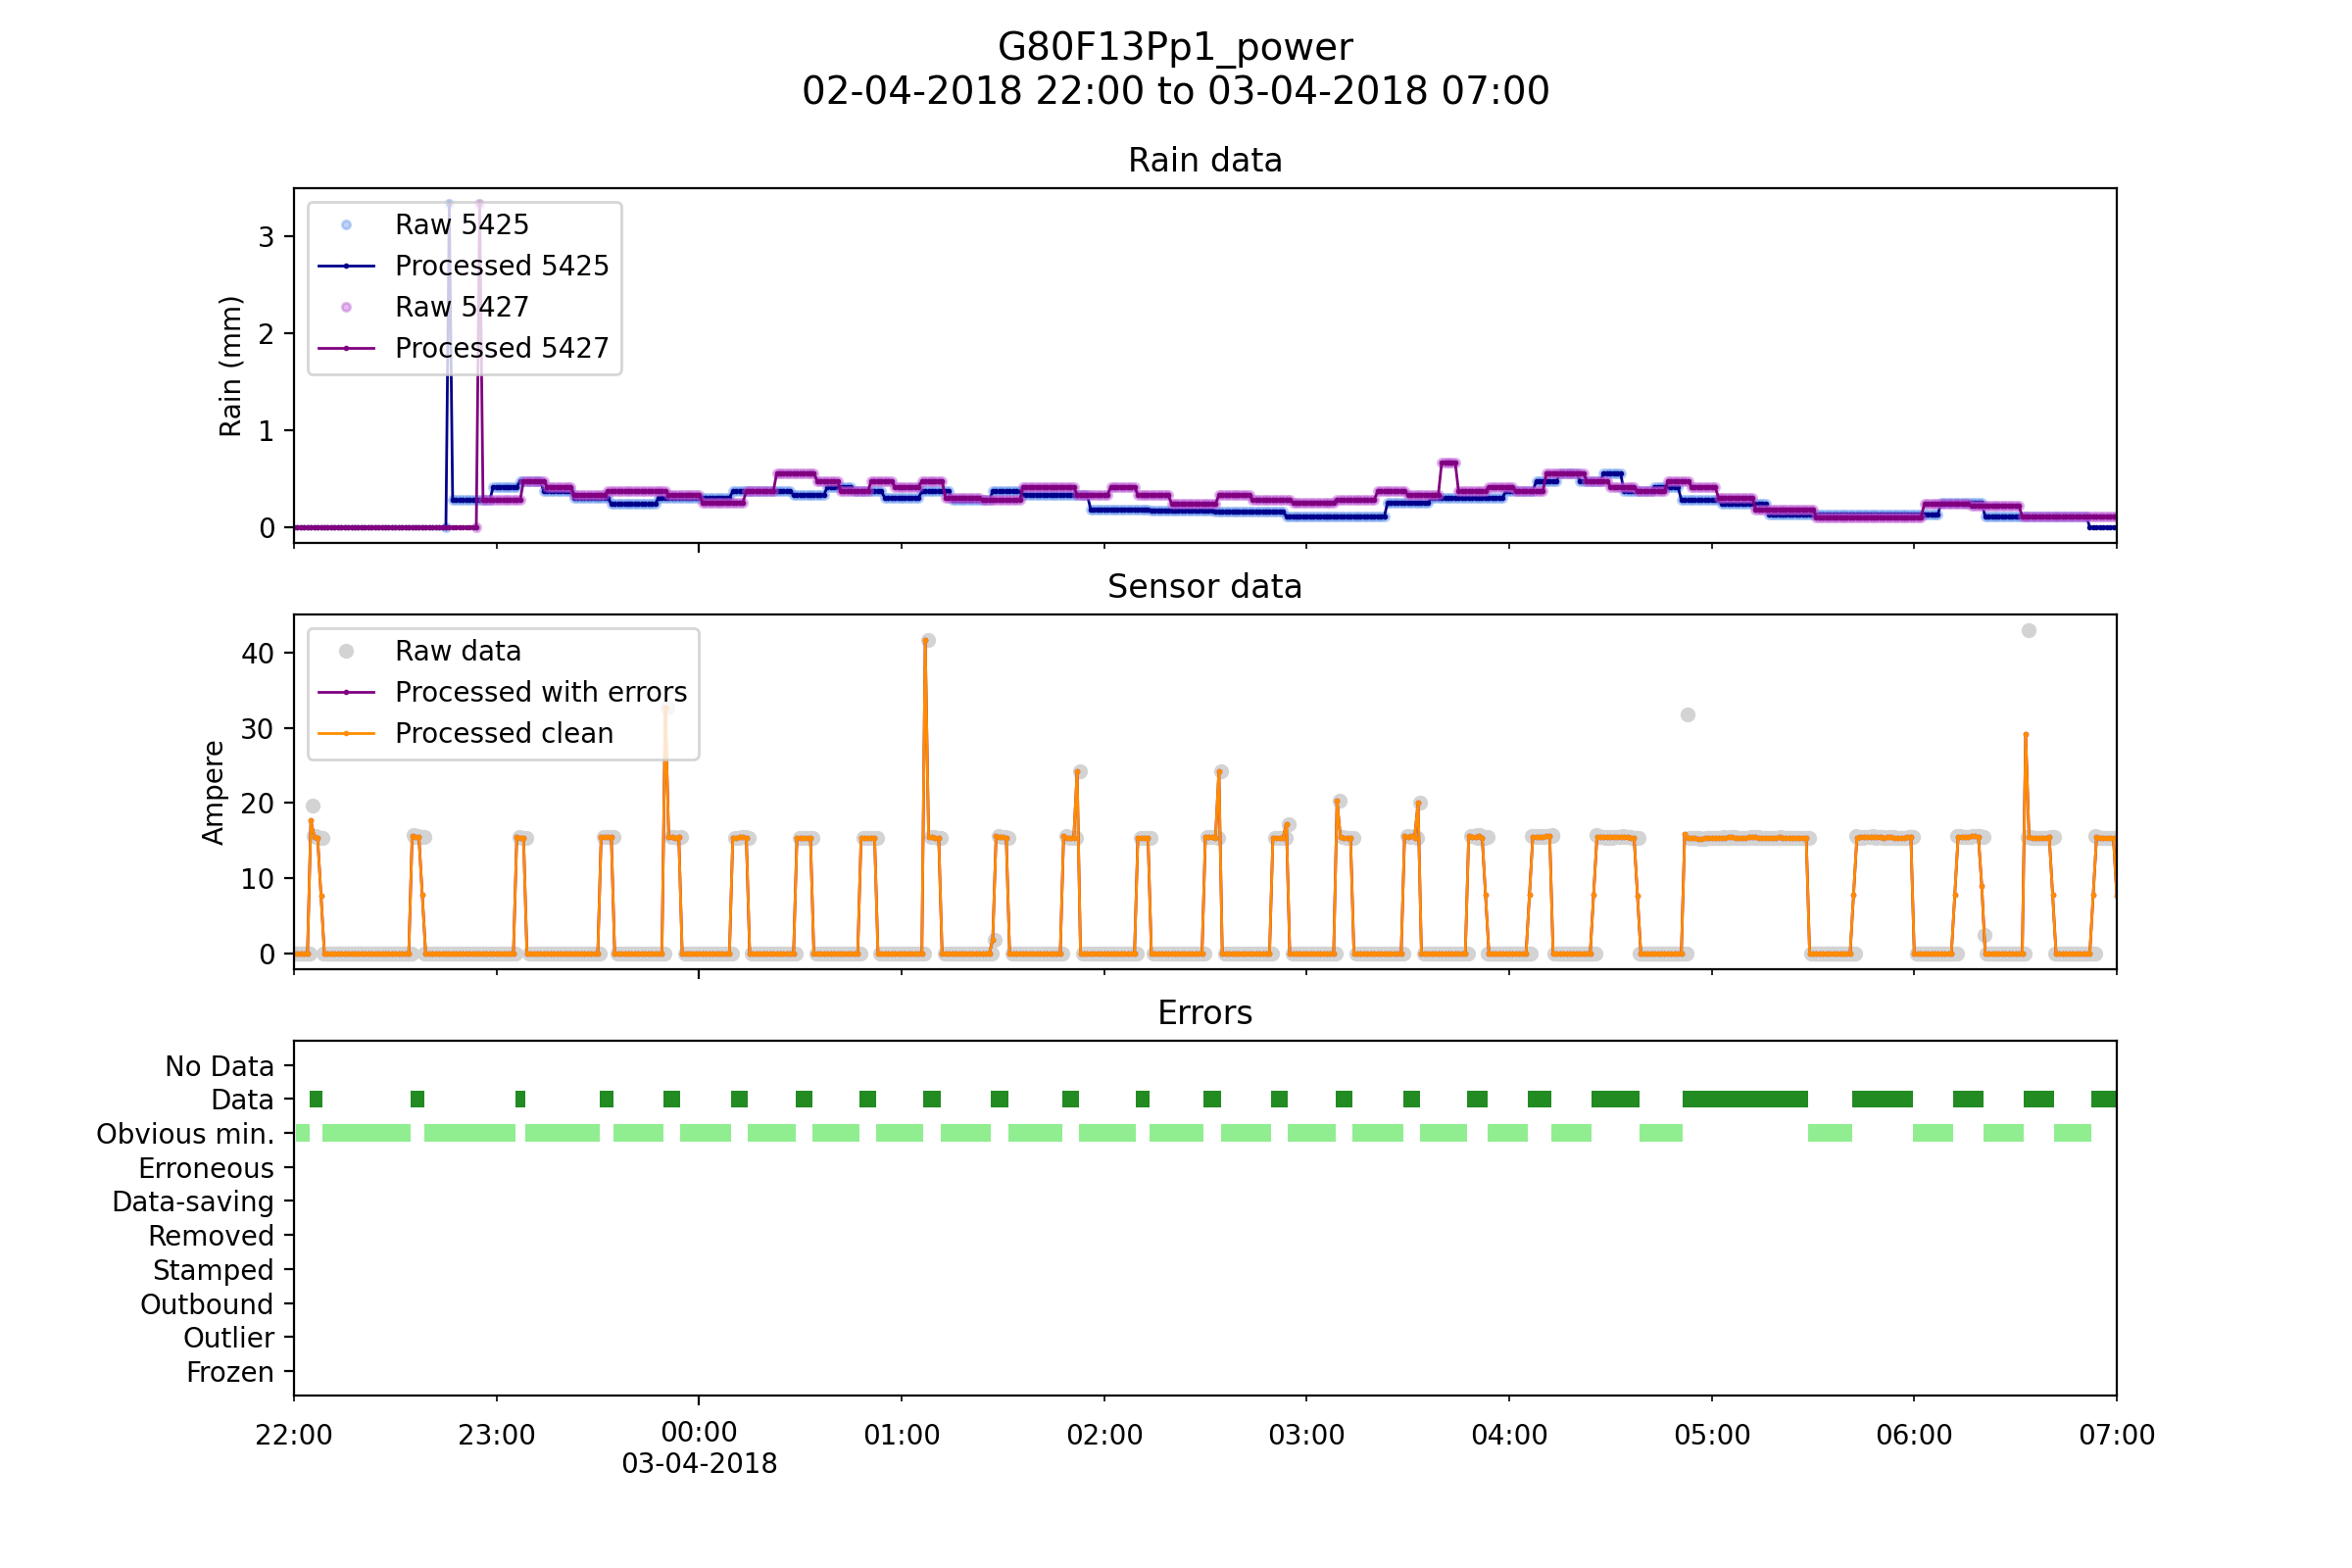 G80F13Pp1_power
02-04-2018 22:00 to 03-04-2018 07:00
Rain data
Rain (mm)
3
2
1
0
Raw 5425
Processed 5425
Raw 5427
Processed 5427
Sensor data
Ampere
40
30
20
10
0
Raw data
Processed with errors
Processed clean
Errors
No Data
Data
Obvious min.
Erroneous
Data-saving
Removed
Stamped
Outbound
Outlier
Frozen
22:00 23:00 00:00 01:00 02:00 03:00 04:00 05:00 06:00 07:00
03-04-2018